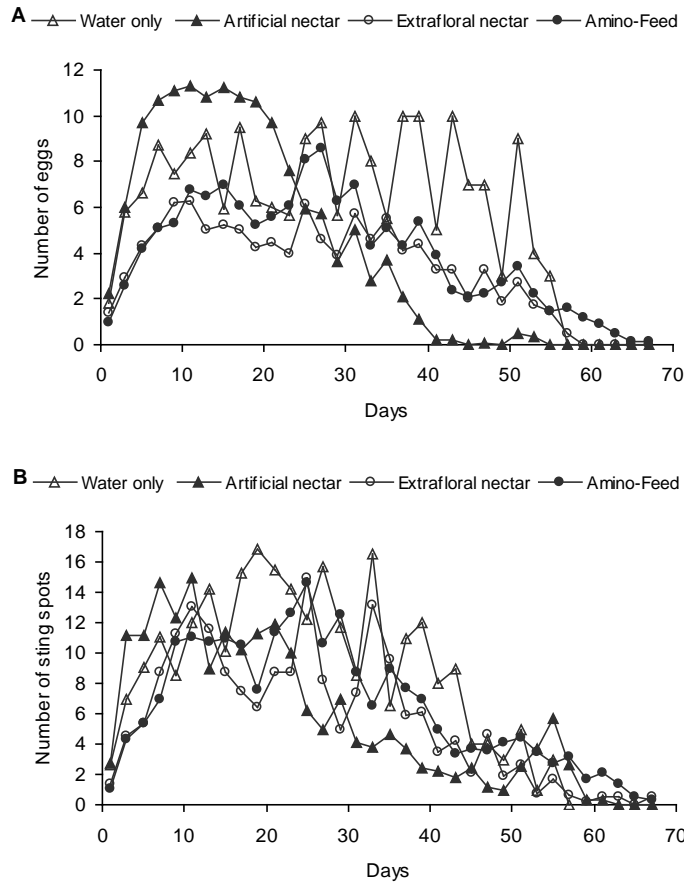 A
Water only Artificial nectar Extrafloral nectar Amino-Feed
12
10
8
6
4
2
0
Number of eggs
0 10 20 30 40 50 60 70
Days
B
Water only Artificial nectar Extrafloral nectar Amino-Feed
18
16
14
12
10
8
6
4
2
0
Number of sting spots
0 10 20 30 40 50 60 70
Days